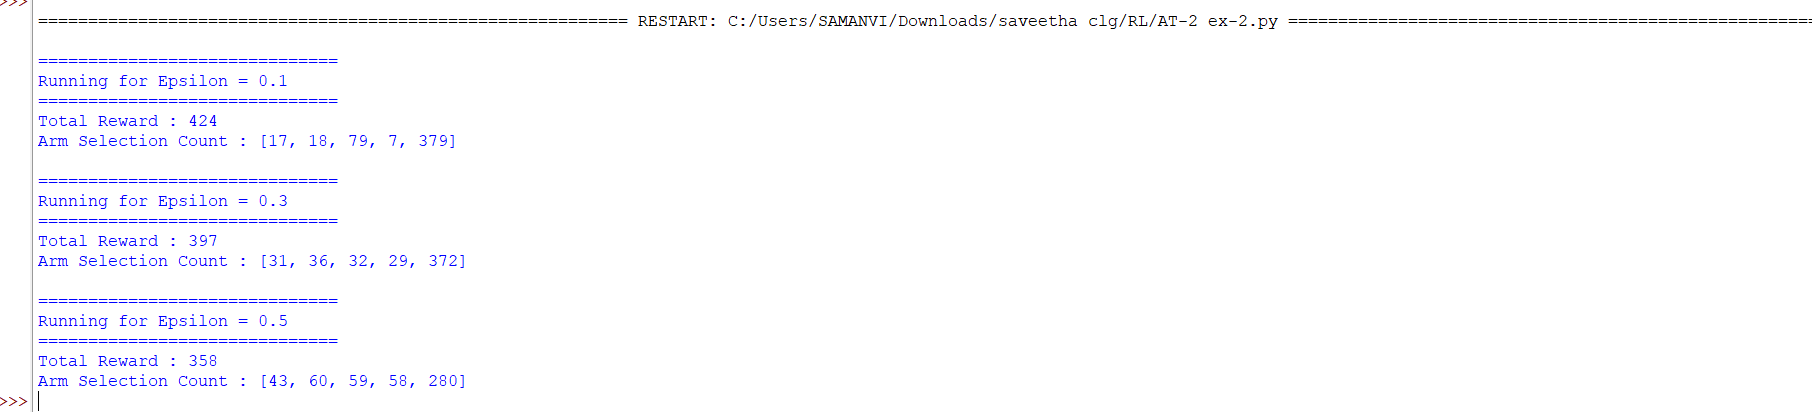 >>>
=========================================================== RESTART: C:/Users/SAMANVI/Downloads/saveetha clg/RL/AT-2 ex-2.py =====================================================
==============================
Running for Epsilon = 0.1
==============================
Total Reward : 424
Arm Selection Count : [17, 18, 79, 7, 379]
==============================
Running for Epsilon = 0.3
==============================
Total Reward : 397
Arm Selection Count : [31, 36, 32, 29, 372]
==============================
Running for Epsilon = 0.5
==============================
Total Reward : 358
Arm Selection Count : [43, 60, 59, 58, 280]
>>>